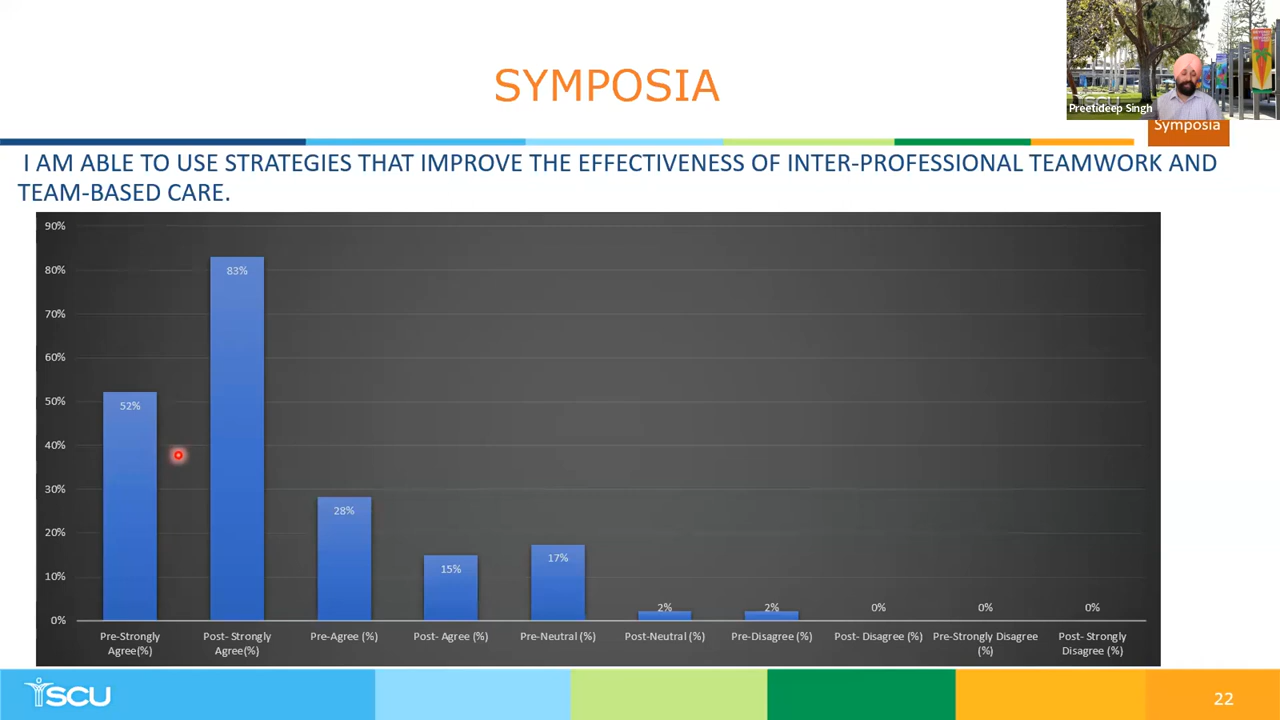 SYMPOSIA
Preetideep Singh
Symposia
I AM ABLE TO USE STRATEGIES THAT IMPROVE THE EFFECTIVENESS OF INTER-PROFESSIONAL TEAMWORK AND
TEAM-BASED CARE.
90%
80%
70%
60%
50%
40%
30%
20%
10%
0%
52%
83%
28%
15%
17%
2%
2%
0%
0%
0%
Pre-Strongly
Agree(%)
Post- Strongly
Agree(%)
Pre-Agree (%)
Post- Agree (%)
Pre-Neutral (%)
Post-Neutral (%)
Pre-Disagree (%)
Post- Disagree (%)
Pre-Strongly Disagree
(%)
Post- Strongly
Disagree (%)
SCU
22